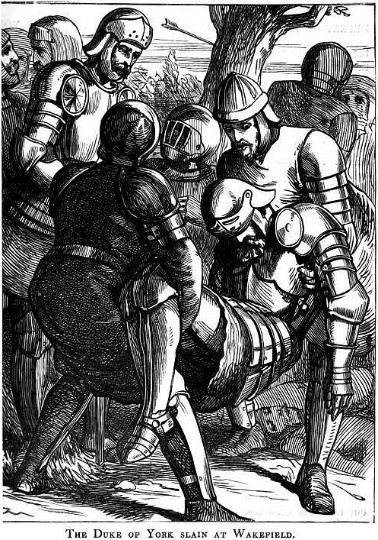 The Duke of York slain at Wakefield.